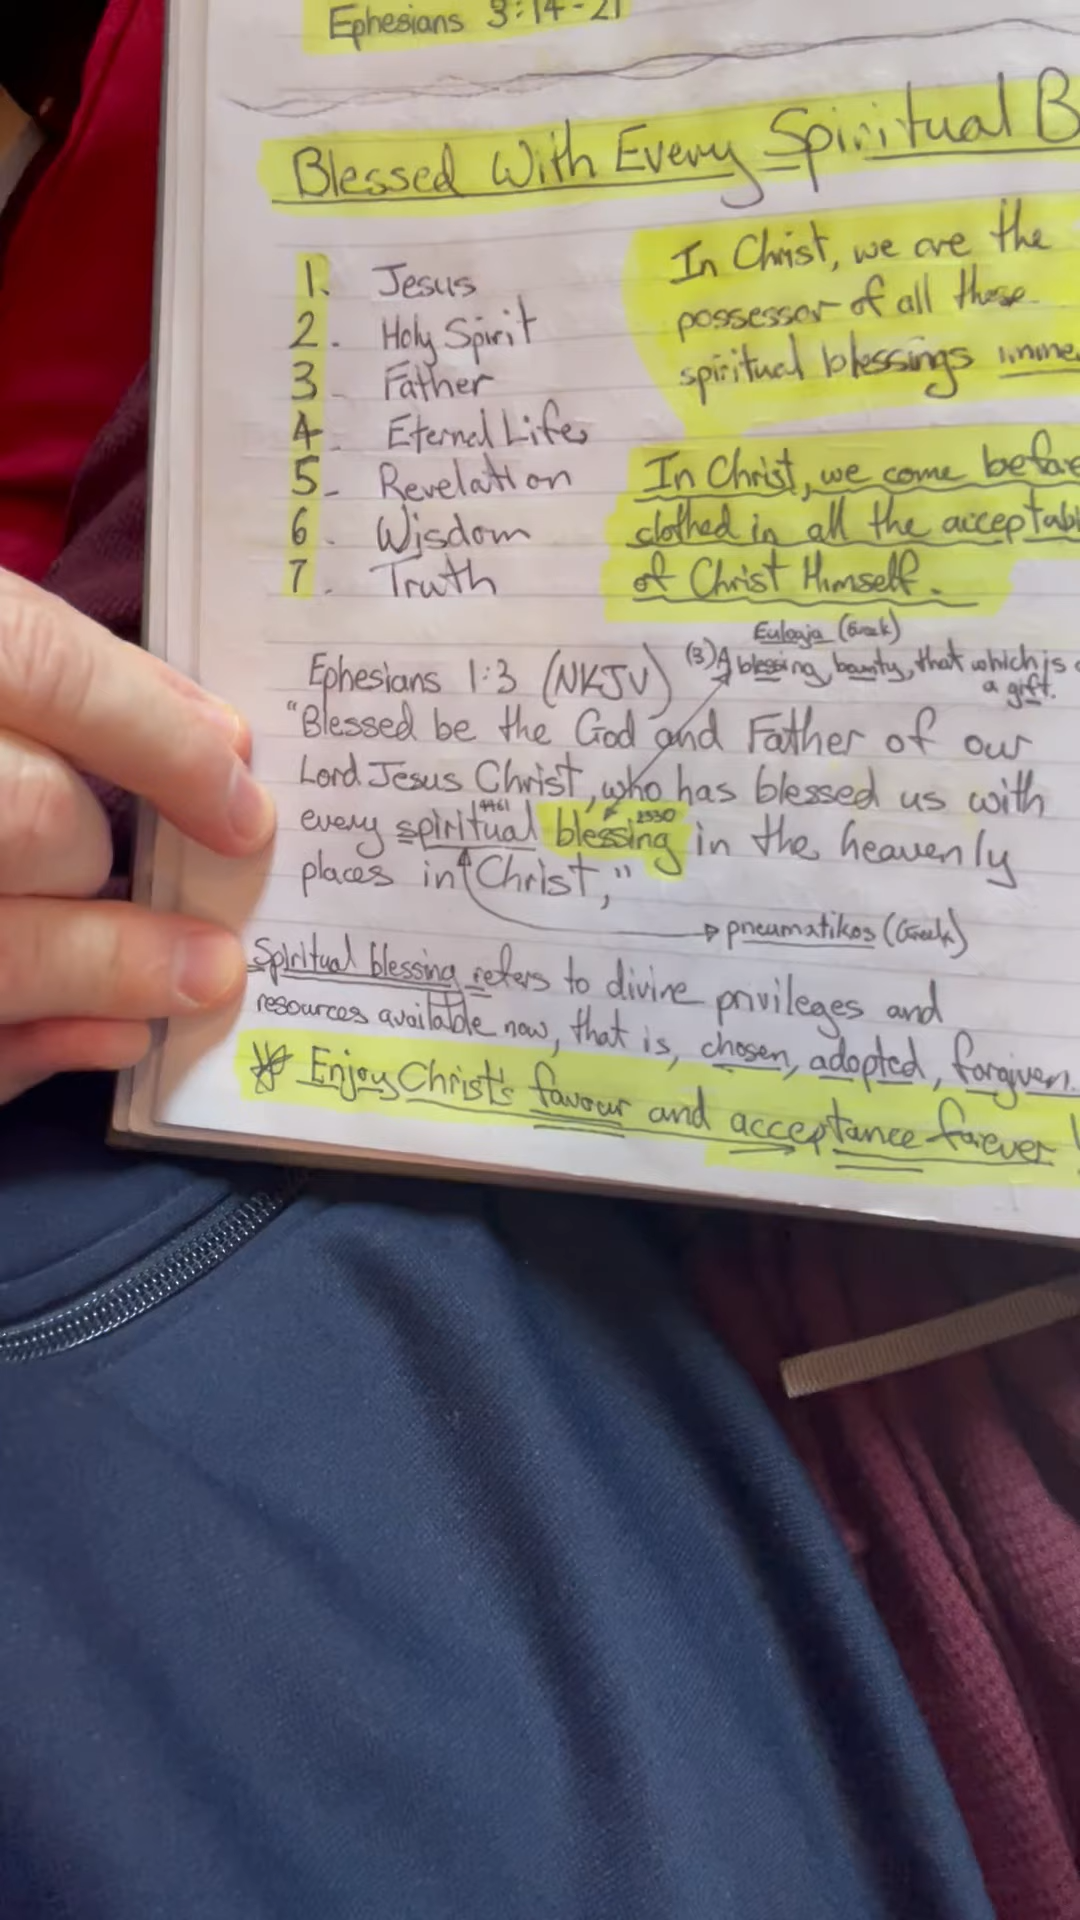 Ephesians 3:14-21
Blessed With Every Spiritual B
1. Jesus
2. Holy Spirit
3. Father
4. Eternal Life
5. Revelation
6. Wisdom
7. Truth
In Christ, we are the
possessor of all these
spiritual blessings imme
In Christ, we come before
clothed in all the acceptab
of Christ Himself.
Eulogia (Greek)
(3) A blessing, bounty, that which is
a gift.
Ephesians 1:3 (NKJV)
"Blessed be the God and Father of our
Lord Jesus Christ, who has blessed us with
4461 2330
every spiritual blessing in the heavenly
places in Christ,"
pneumatikos (Greek)
Spiritual blessing refers to divine privileges and
resources available now, that is, chosen, adopted, forgiven.
Enjoy Christ's favour and acceptance forever!